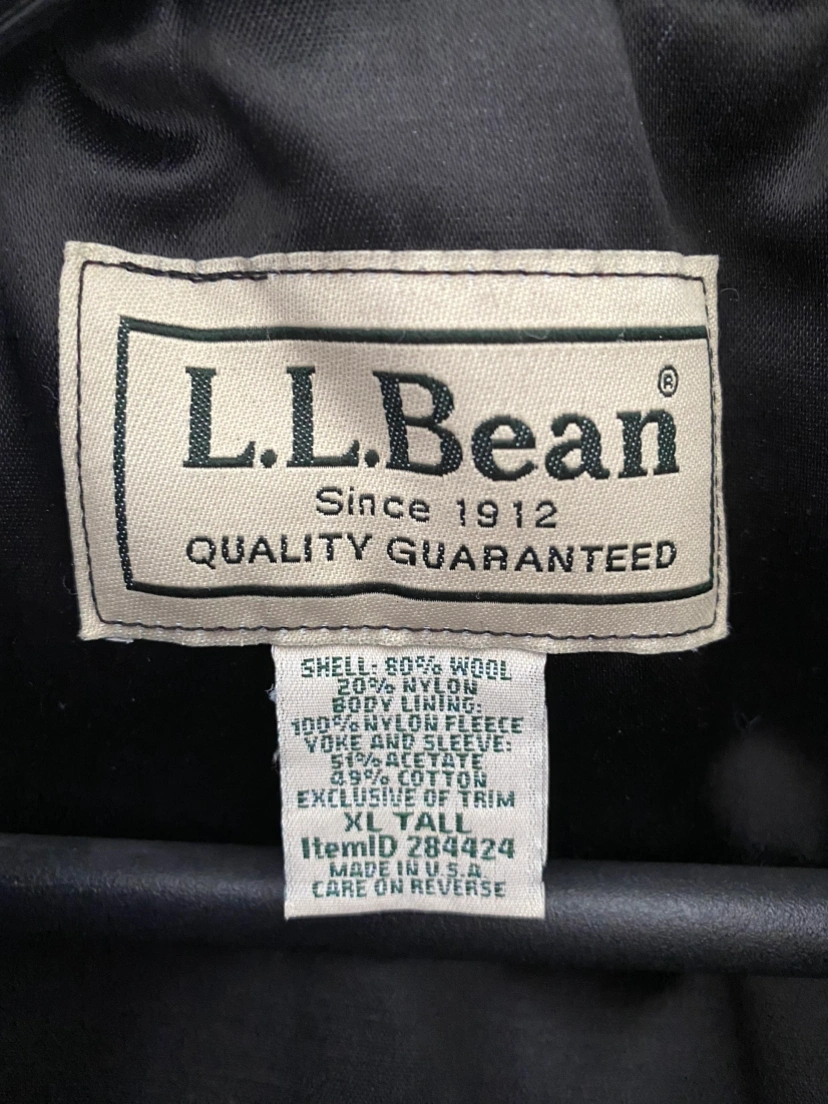 L.L.Bean®
Since 1912
QUALITY GUARANTEED
SHELL: 80% WOOL
20% NYLON
BODY LINING:
100% NYLON FLEECE
YOKE AND SLEEVE:
51% ACETATE
49% COTTON
EXCLUSIVE OF TRIM
XL TALL
ItemID 284424
MADE IN U.S.A
CARE ON REVERSE